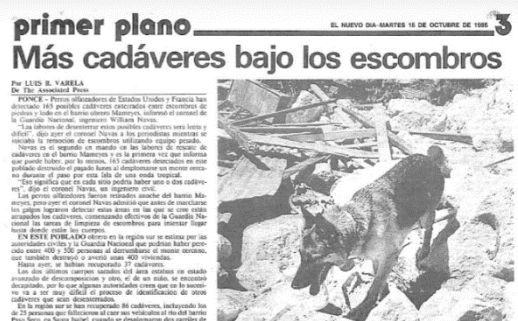 primer plano
EL NUEVO DIA-MARTES 15 DE OCTUBRE DE 1985
3
Más cadáveres bajo los escombros
Por LUIS R. VARELA
De The Associated Press
PONCE - Perros olfateadores de Estados Unidos y Francia han
detectado 165 posibles cadáveres enterrados entre escombros de
piedras y lodo en el barrio obrero Mameyes, informó el coronel de
la Guardia Nacional, ingeniero William Navas.
"Las labores de desenterrar estos posibles cadáveres será lenta y
difícil", dijo ayer el coronel Navas a los periodistas mientras se
iniciaba la remoción de escombros utilizando equipo pesado.
Navas es el segundo en mando en las labores de rescate de
cadáveres en el barrio Mameyes y es la primera vez que informa
que puede haber, por lo menos, 165 cadáveres detectados en este
poblado destruido el pasado lunes al desplomarse un monte cerca-
no durante el paso por esta Isla de una onda tropical.
"Eso significa que en cada sitio podría haber uno o dos cadáve-
res", dijo el coronel Navas, un ingeniero civil.
Los perros olfateadores fueron retirados anoche del barrio Ma-
meyes, pero ayer el coronel Navas admitió que antes de marcharse
los galgos lograron detectar estas áreas en las que se cree están
atrapados los cadáveres, comenzando efectivos de la Guardia Na-
cional las tareas de limpieza de escombros para intentar llegar
hasta donde están los cuerpos.
EN ESTE POBLADO obrero en la región sur se estima por las
autoridades civiles y la Guardia Nacional que podrían haber pere-
cido entre 400 y 500 personas al derrumbarse el monte cercano,
que también destruyó o averió unas 400 viviendas.
Hasta ayer, se habían recuperado 37 cadáveres.
Los dos últimos cuerpos sacados del área estaban en estado
avanzado de descomposición y otro, el de un niño, se encontró
decapitado, por lo que algunas autoridades creen que en lo sucesi-
vo va a ser muy difícil el proceso de identificación de otros
cadáveres que sean desenterrados.
En la región sur se han recuperado 86 cadáveres, incluyendo los
de 25 personas que fallecieron al caer sus vehículos al río del barrio